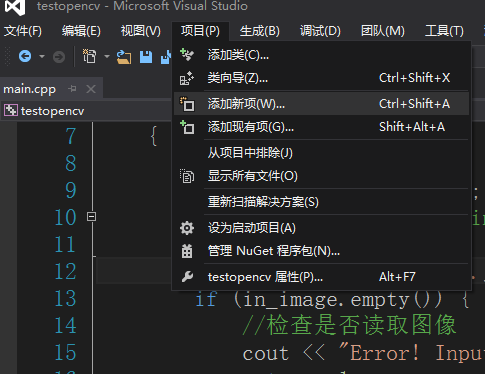 testopencv - Microsoft Visual Studio
文件(F) 编辑(E) 视图(V) 项目(P) 生成(B) 调试(D) 团队(M) 工具(T)
添加类(C)...
类向导(Z)... Ctrl+Shift+X
main.cpp
添加新项(W)... Ctrl+Shift+A
testopencv
添加现有项(G)... Shift+Alt+A
7 {
从项目中排除(J)
8
显示所有文件(O)
9 ;
重新扫描解决方案(S)
10 in
设为启动项目(A)
11
管理 NuGet 程序包(N)...
12
testopencv 属性(P)... Alt+F7
13 if (in_image.empty()) {
14 //检查是否读取图像
15 cout << "Error! Inpu